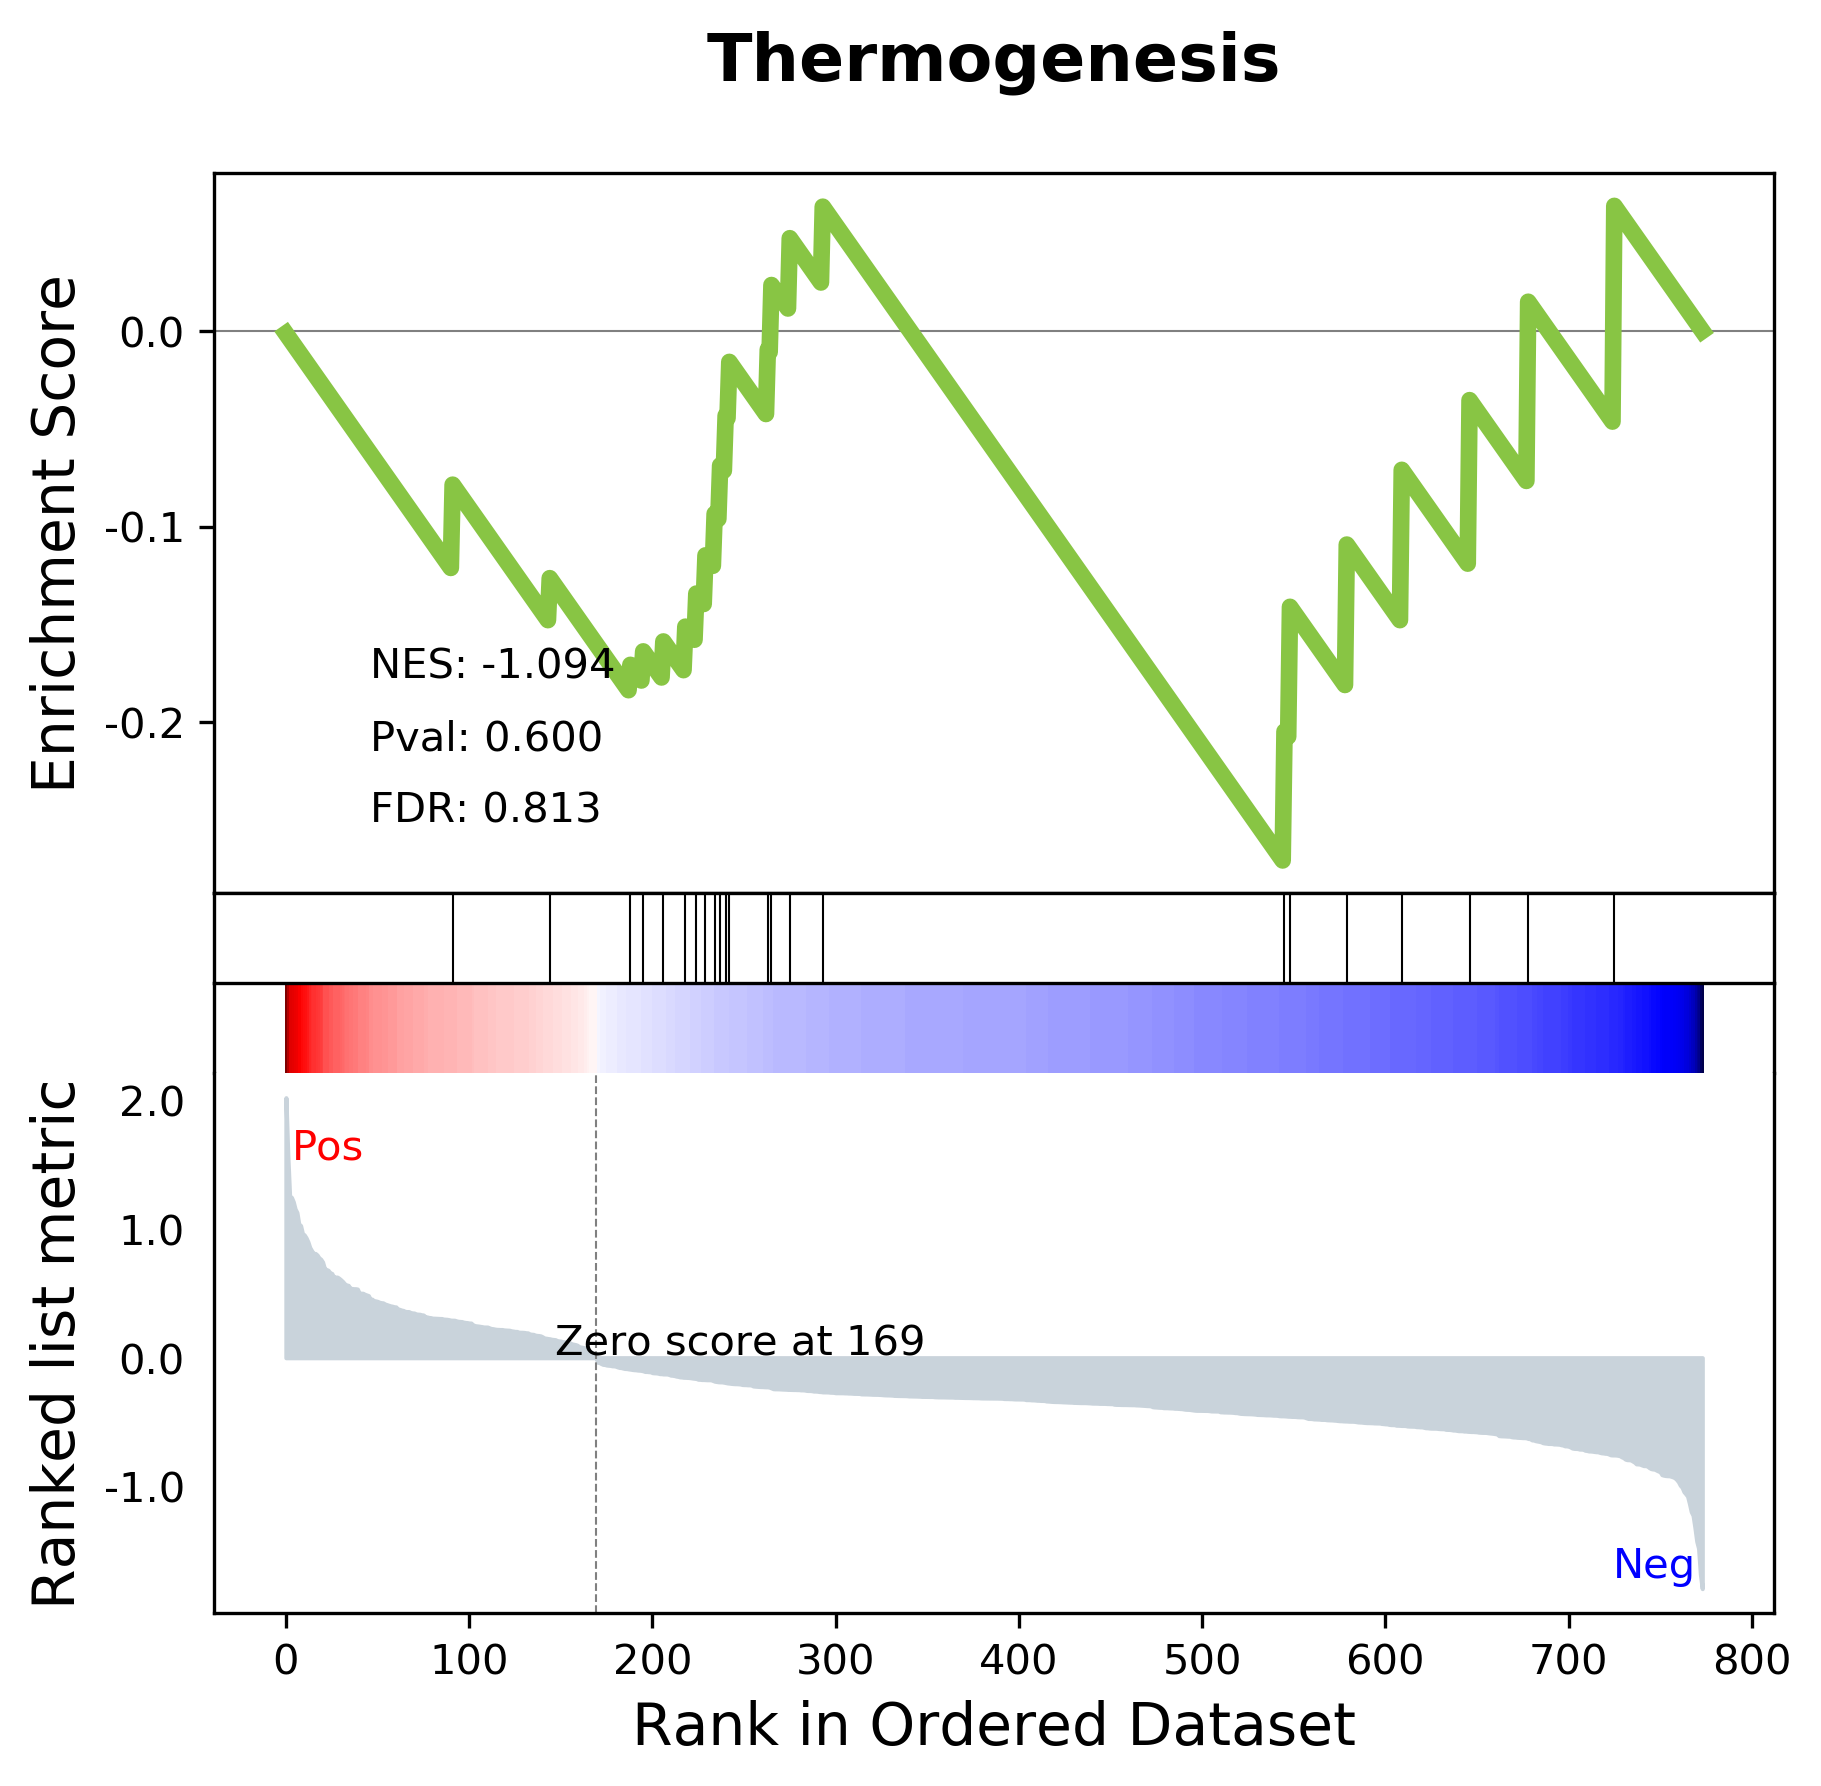 Thermogenesis
Enrichment Score
0.0
-0.1
-0.2
NES: -1.094
Pval: 0.600
FDR: 0.813
Ranked list metric
2.0
1.0
0.0
-1.0
Pos
Zero score at 169
Neg
0 100 200 300 400 500 600 700 800
Rank in Ordered Dataset